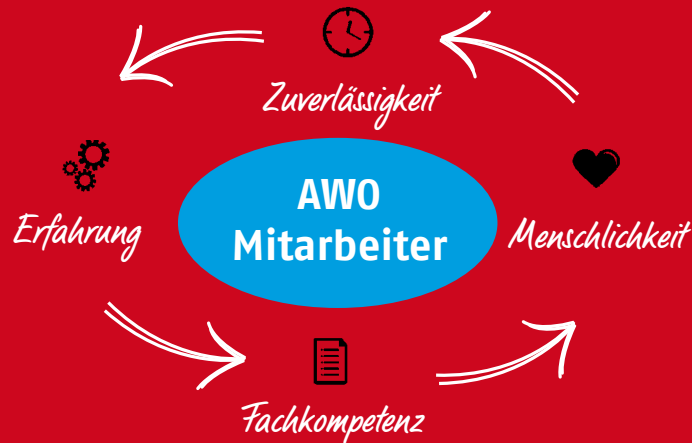 Zuverlässigkeit
Erfahrung
AWO
Mitarbeiter
Menschlichkeit
Fachkompetenz